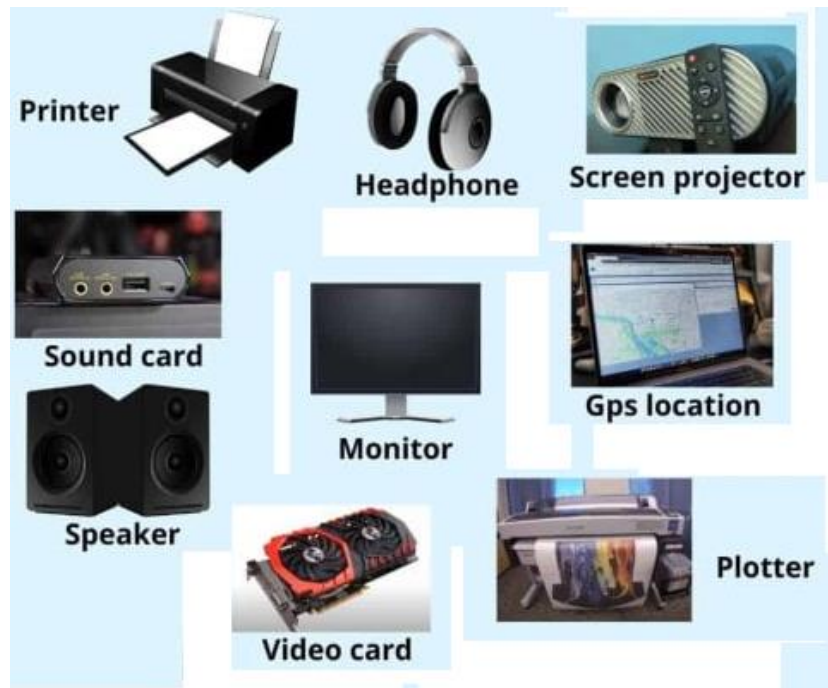 Printer
Headphone
Screen projector
Sound card
Monitor
Gps location
Speaker
Video card
Plotter